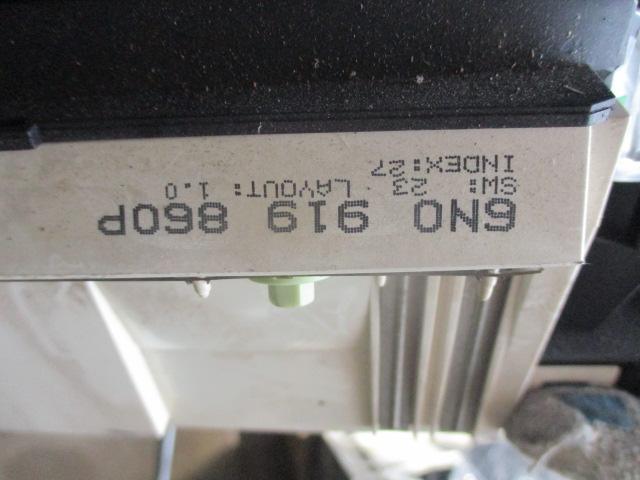 6N0 919 860P
SW: 23 LAYOUT: 1.0
INDEX:27